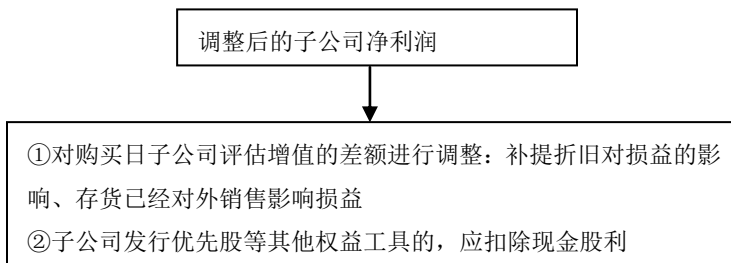 调整后的子公司净利润
①对购买日子公司评估增值的差额进行调整：补提折旧对损益的影
响、存货已经对外销售影响损益
②子公司发行优先股等其他权益工具的，应扣除现金股利